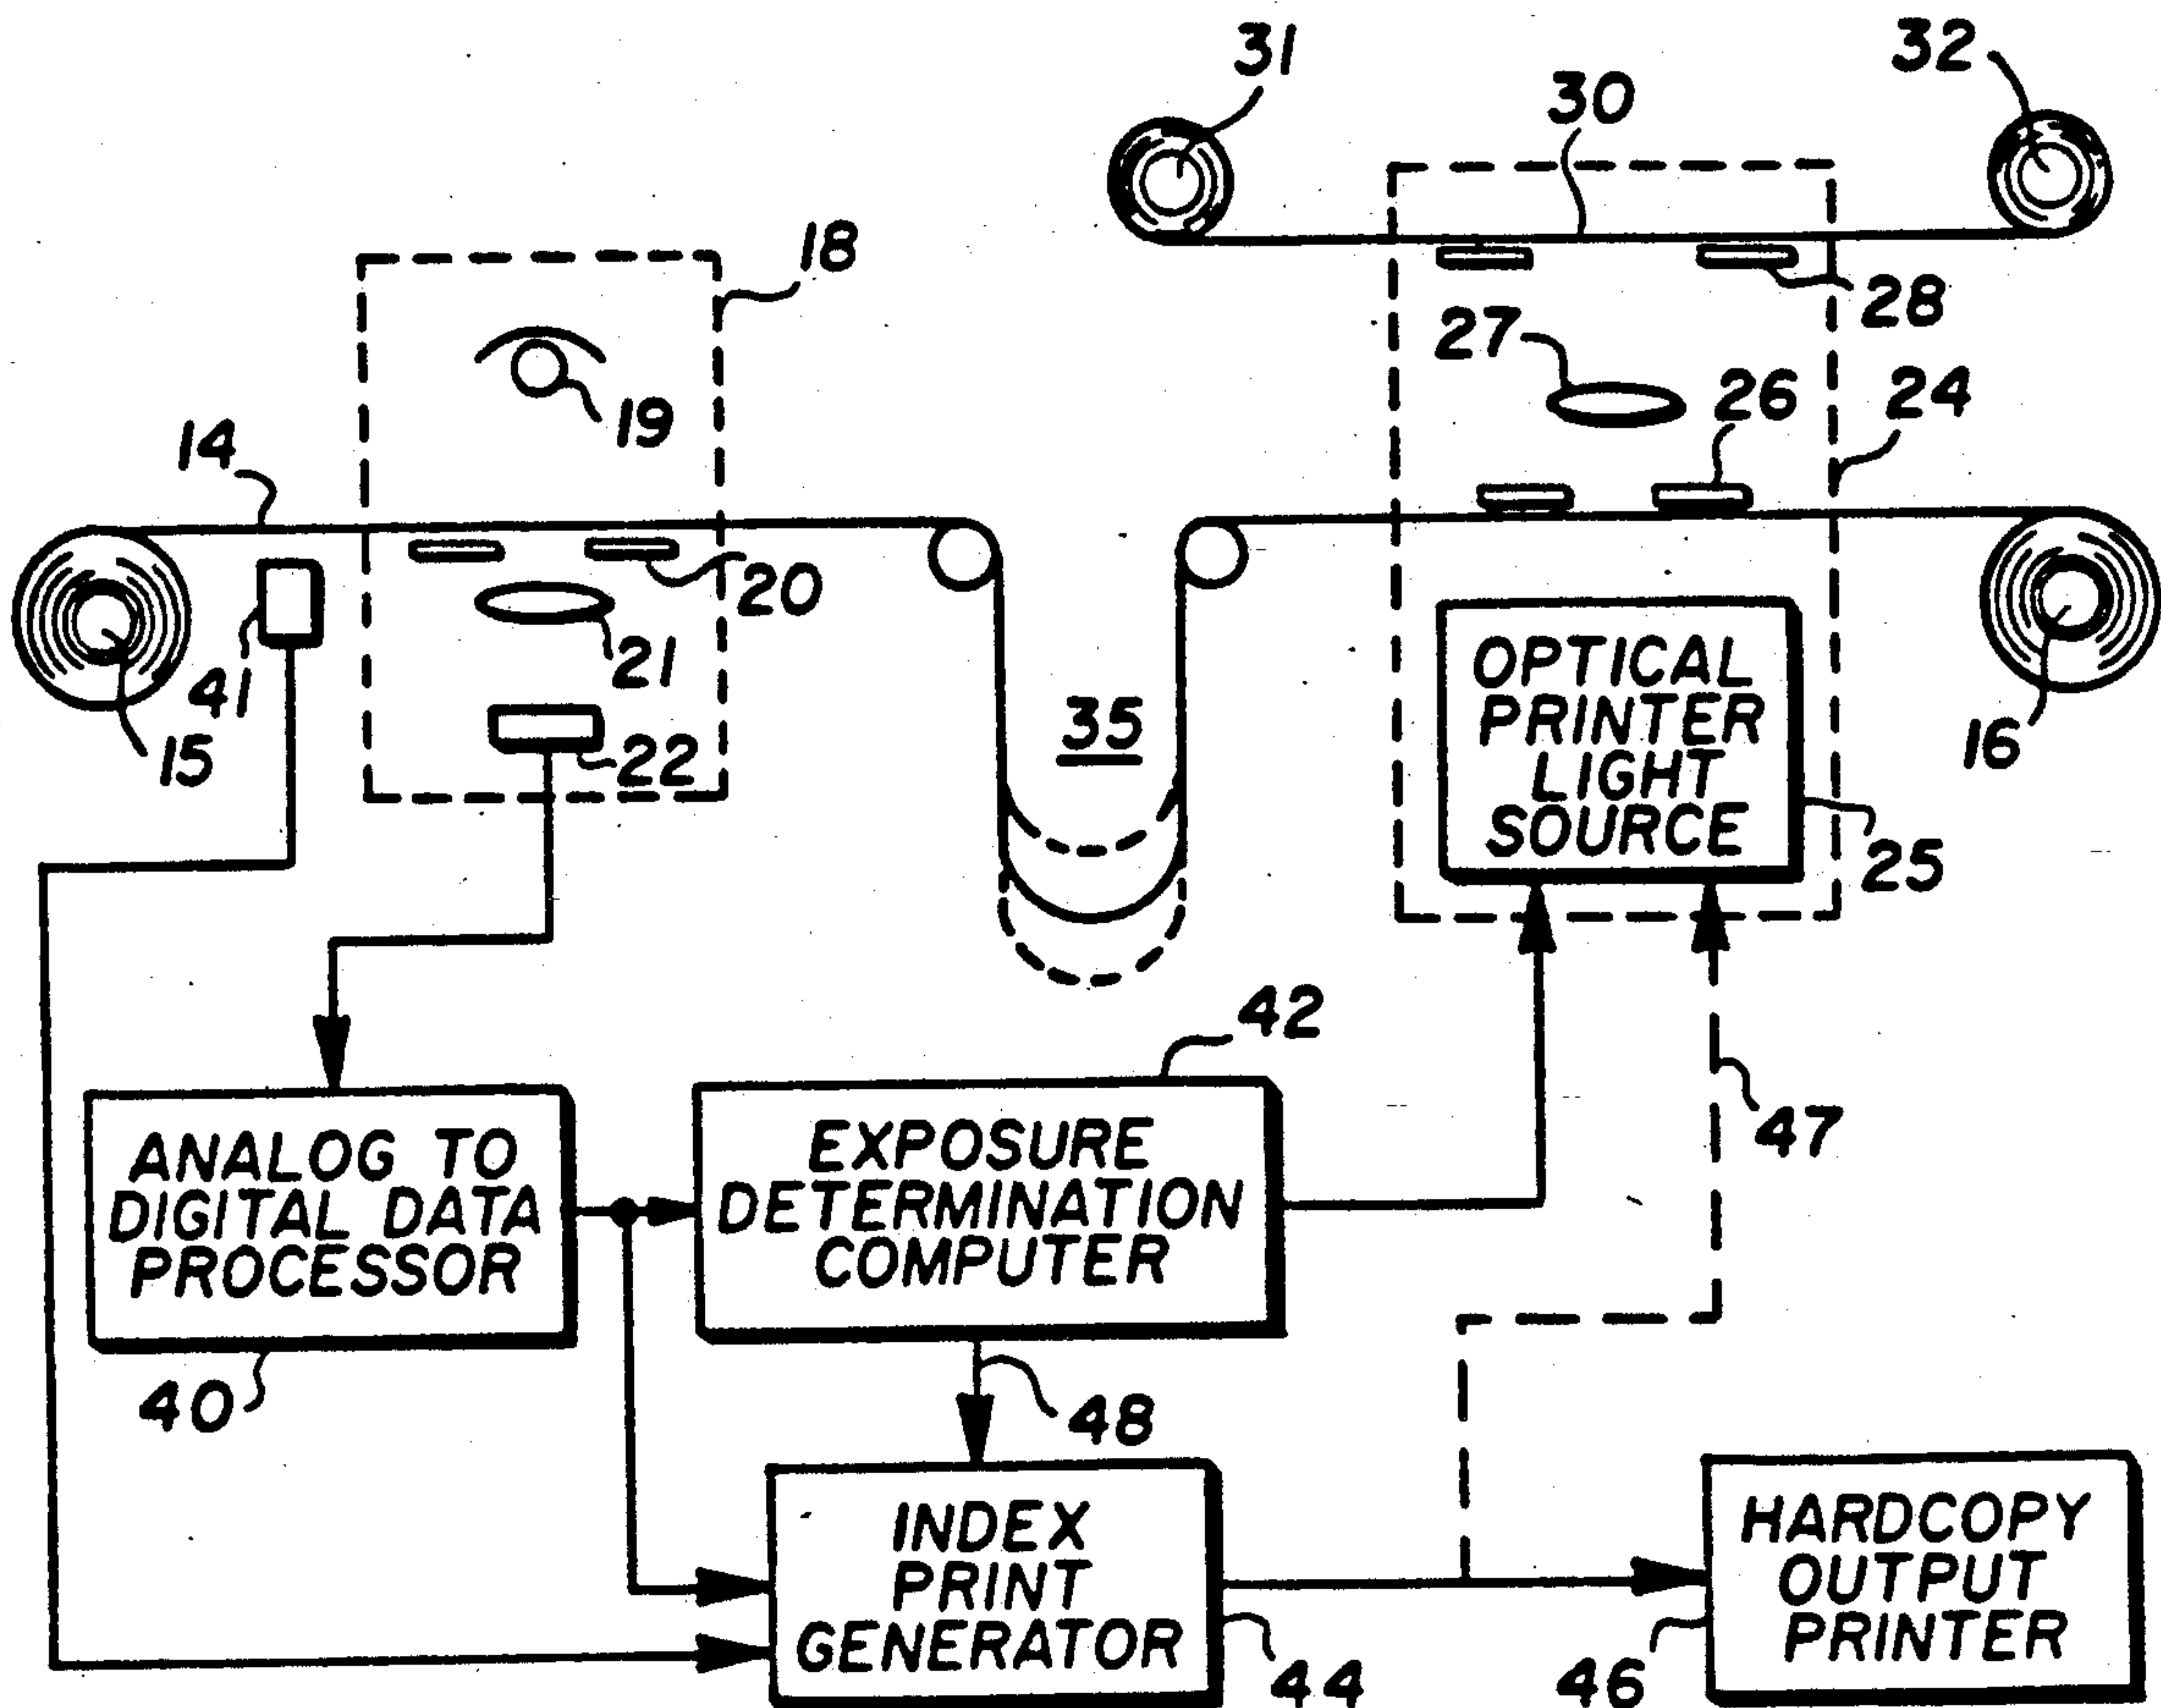 31
32
30
18
28
27
19
26
24
14
20
41
21
15
22
35
OPTICAL
PRINTER
LIGHT
SOURCE
16
25
42
47
ANALOG TO
DIGITAL DATA
PROCESSOR
EXPOSURE
DETERMINATION
COMPUTER
40
48
INDEX
PRINT
GENERATOR
HARDCOPY
OUTPUT
PRINTER
44
46